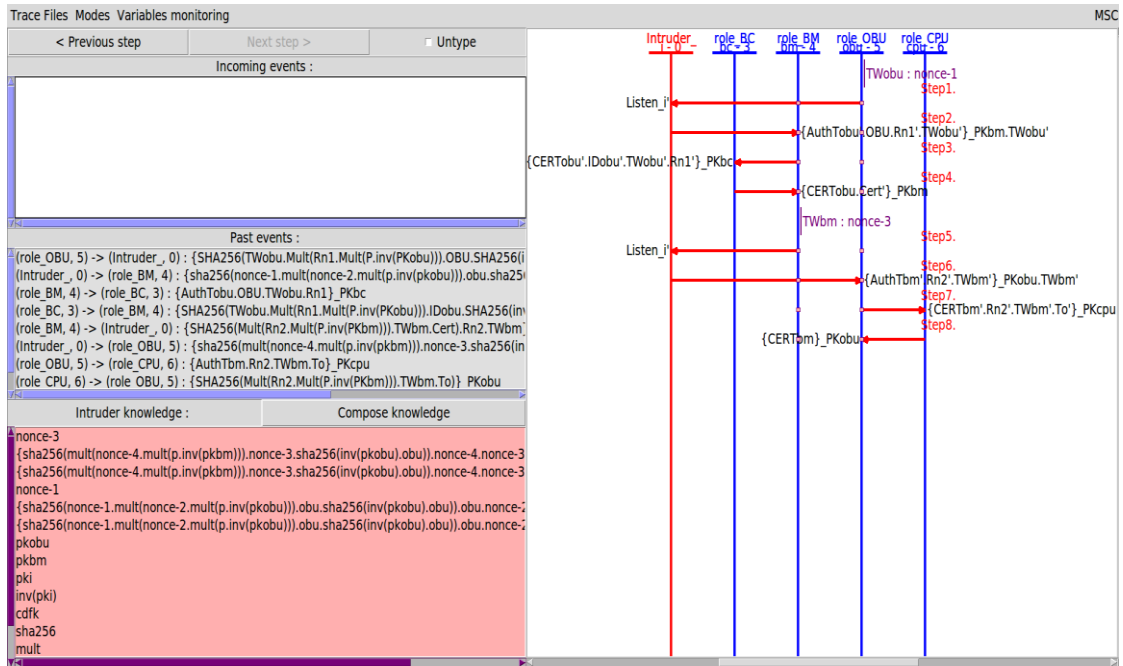 Trace Files Modes Variables monitoring
MSC
< Previous step
Next step >
Untype
Incoming events :
Past events :
(role_OBU, 5) -> (Intruder_, 0) : {SHA256(TWobu.Mult(Rn1.Mult(P.inv(PKobu))).OBU.SHA256(i
(Intruder_, 0) -> (role_BM, 4) : {sha256(nonce-1.mult(nonce-2.mult(p.inv(pkobu))).obu.sha25
(role_BM, 4) -> (role_BC, 3) : {AuthTobu.OBU.TWobu.Rn1}_PKbc
(role_BC, 3) -> (role_BM, 4) : {SHA256(TWobu.Mult(Rn1.Mult(P.inv(PKobu))).IDobu.SHA256(in
(role_BM, 4) -> (Intruder_, 0) : {SHA256(Mult(Rn2.Mult(P.inv(PKbm))).TWbm.Cert).Rn2.TWbm
(Intruder_, 0) -> (role_OBU, 5) : {sha256(mult(nonce-4.mult(p.inv(pkbm))).nonce-3.sha256(in
(role_OBU, 5) -> (role_CPU, 6) : {AuthTbm.Rn2.TWbm.To}_PKcpu
(role_CPU, 6) -> (role_OBU, 5) : {SHA256(Mult(Rn2.Mult(P.inv(PKbm))).TWbm.To)}_PKobu
Intruder knowledge :
Compose knowledge
nonce-3
{sha256(mult(nonce-4.mult(p.inv(pkbm))).nonce-3.sha256(inv(pkobu).obu)).nonce-4.nonce-3
{sha256(mult(nonce-4.mult(p.inv(pkbm))).nonce-3.sha256(inv(pkobu).obu)).nonce-4.nonce-3
nonce-1
{sha256(nonce-1.mult(nonce-2.mult(p.inv(pkobu))).obu.sha256(inv(pkobu).obu)).obu.nonce-2
{sha256(nonce-1.mult(nonce-2.mult(p.inv(pkobu))).obu.sha256(inv(pkobu).obu)).obu.nonce-2
pkobu
pkbm
pki
inv(pki)
cdfk
sha256
mult
Intruder_ role_BC role_BM role_OBU role_CPU
i - 0 bc - 3 bm - 4 obu - 5 cpu - 6
TWobu : nonce-1
Step1.
Listen_i'
Step2.
{AuthTobu.OBU.Rn1'.TWobu'}_PKbm.TWobu'
Step3.
{CERTobu'.IDobu'.TWobu'.Rn1'}_PKbc
Step4.
{CERTobu.Cert'}_PKbm
TWbm : nonce-3
Step5.
Listen_i'
Step6.
{AuthTbm'.Rn2'.TWbm'}_PKobu.TWbm'
Step7.
{CERTbm'.Rn2'.TWbm'.To'}_PKcpu
Step8.
{CERTbm}_PKobu